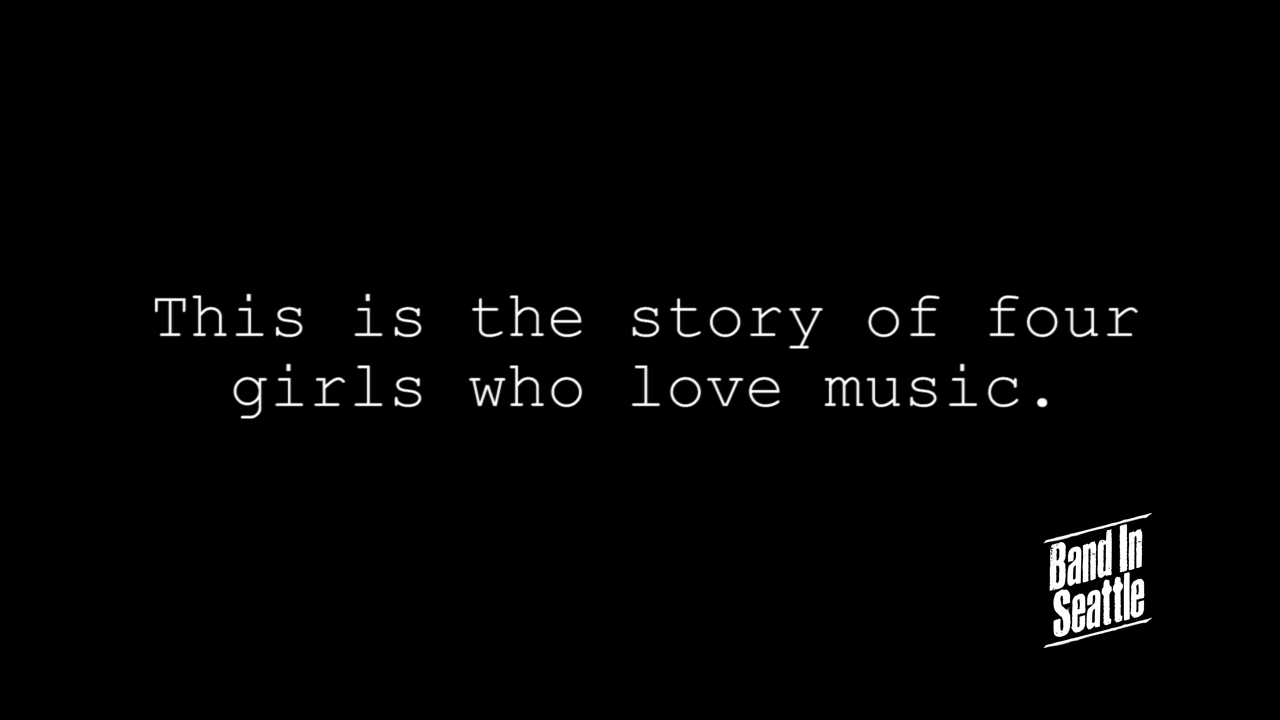 This is the story of four
girls who love music.
Band In
Seattle